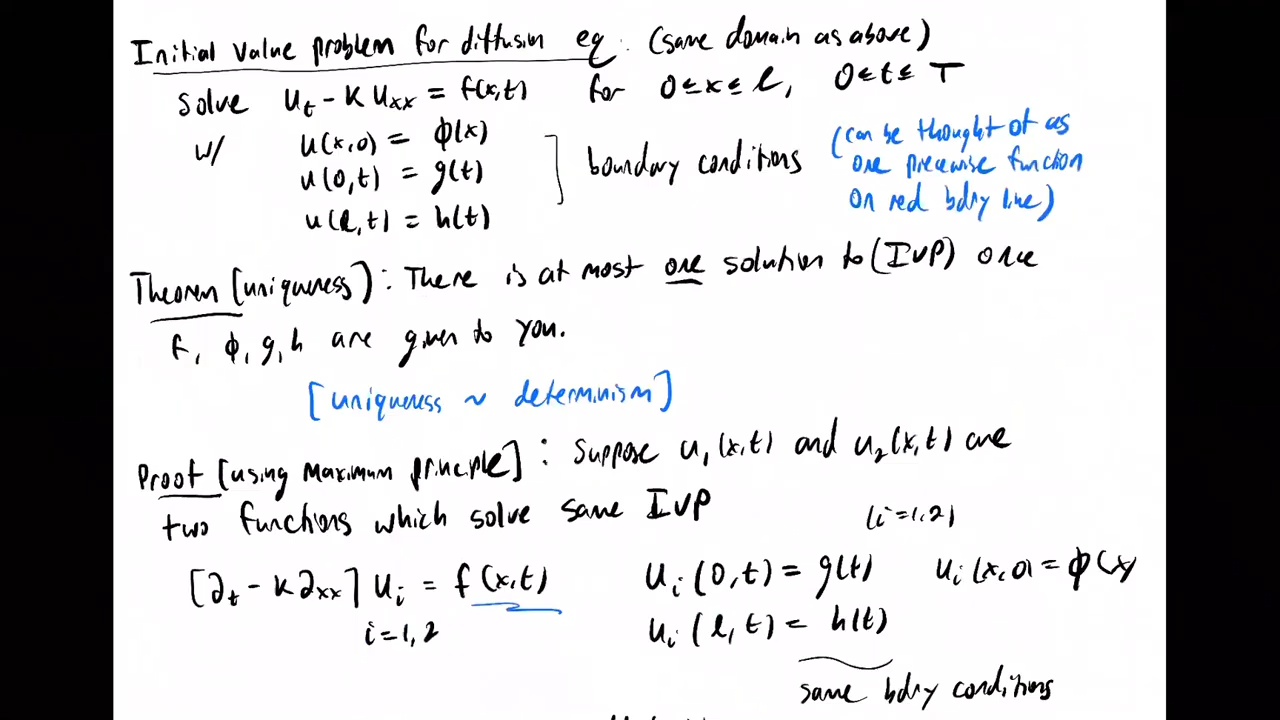 Initial value problem for diffusion eq. (same domain as above)
solve u_t - k u_xx = f(x,t) for 0 ≤ x ≤ l, 0 ≤ t ≤ T
w/ u(x,0) = ϕ(x)
u(0,t) = g(t)
u(l,t) = h(t)
boundary conditions
(can be thought of as
one piecewise function
on red bdry line)
Theorem [uniqueness]: There is at most one solution to (IVP) once
f, ϕ, g, h are given to you.
[uniqueness ~ determinism]
Proof [using maximum principle]: Suppose u_1(x,t) and u_2(x,t) are
two functions which solve same IVP
(i=1,2)
[∂_t - k ∂_xx] u_i = f(x,t) u_i(0,t) = g(t) u_i(x,0) = ϕ(x)
i=1,2 u_i(l,t) = h(t)
same bdry conditions